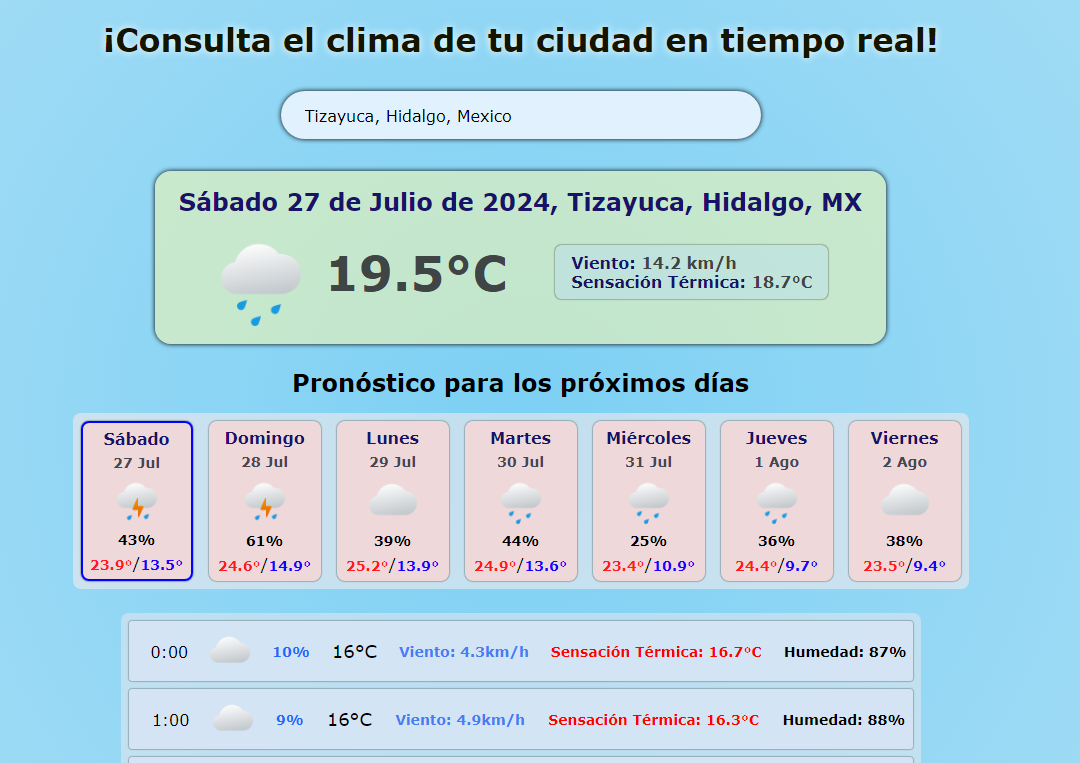 ¡Consulta el clima de tu ciudad en tiempo real!
Tizayuca, Hidalgo, Mexico
Sábado 27 de Julio de 2024, Tizayuca, Hidalgo, MX
19.5°C
Viento: 14.2 km/h
Sensación Térmica: 18.7°C
Pronóstico para los próximos días
Sábado
27 Jul
43%
23.9°/13.5°
Domingo
28 Jul
61%
24.6°/14.9°
Lunes
29 Jul
39%
25.2°/13.9°
Martes
30 Jul
44%
24.9°/13.6°
Miércoles
31 Jul
25%
23.4°/10.9°
Jueves
1 Ago
36%
24.4°/9.7°
Viernes
2 Ago
38%
23.5°/9.4°
0:00 10% 16°C Viento: 4.3km/h Sensación Térmica: 16.7°C Humedad: 87%
1:00 9% 16°C Viento: 4.9km/h Sensación Térmica: 16.3°C Humedad: 88%